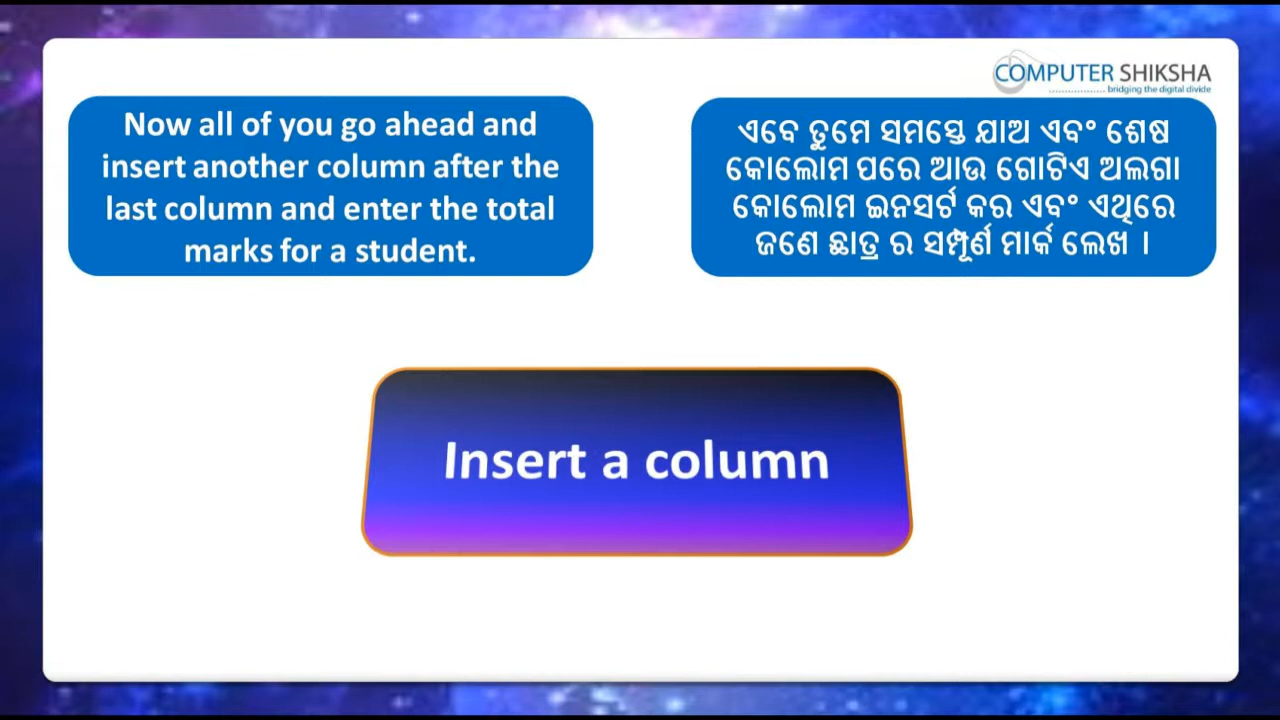 COMPUTER SHIKSHA
bridging the digital divide
Now all of you go ahead and
insert another column after the
last column and enter the total
marks for a student.
ଏବେ ତୁମେ ସମସ୍ତେ ଯାଅ ଏବଂ ଶେଷ
କୋଲୋମ ପରେ ଆଉ ଗୋଟିଏ ଅଲଗା
କୋଲୋମ ଇନସର୍ଟ କର ଏବଂ ଏଥିରେ
ଜଣେ ଛାତ୍ର ର ସମ୍ପୂର୍ଣ ମାର୍କ ଲେଖ ।
Insert a column